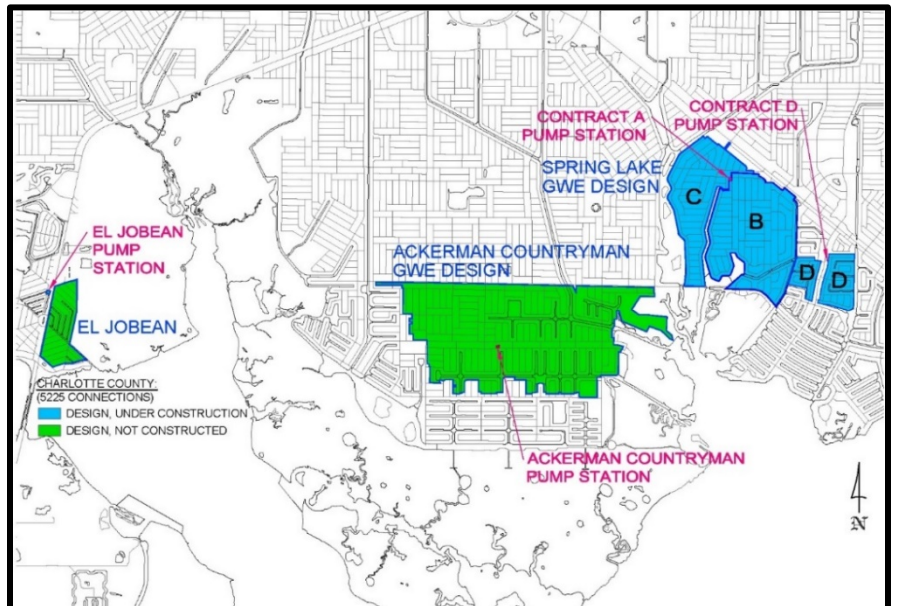 CONTRACT A
PUMP STATION
CONTRACT D
PUMP STATION
SPRING LAKE
GWE DESIGN
C
B
D
D
EL JOBEAN
PUMP
STATION
ACKERMAN COUNTRYMAN
GWE DESIGN
EL JOBEAN
CHARLOTTE COUNTY:
(5225 CONNECTIONS)
DESIGN, UNDER CONSTRUCTION
DESIGN, NOT CONSTRUCTED
ACKERMAN COUNTRYMAN
PUMP STATION
N